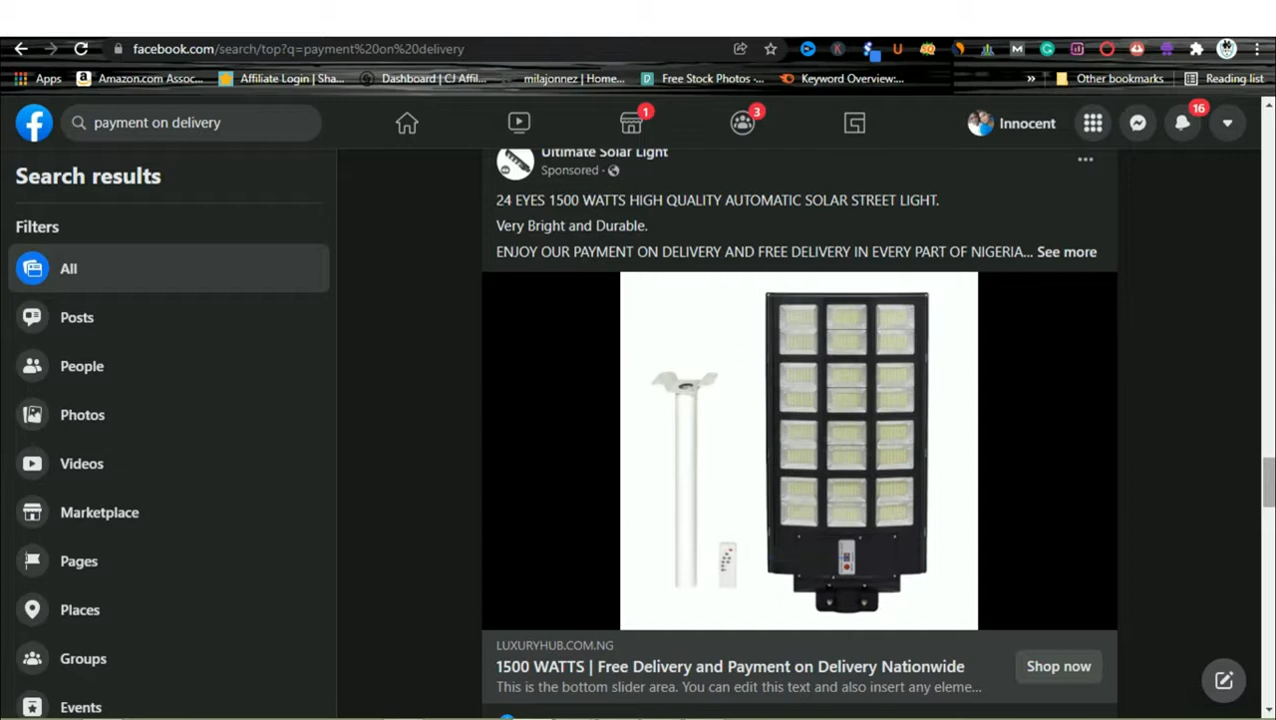 facebook.com/search/top?q=payment%20on%20delivery
Apps
Amazon.com Assoc...
Affiliate Login | Sha...
Dashboard | CJ Affil...
milajonnez | Home...
Free Stock Photos -...
Keyword Overview:...
»
Other bookmarks
Reading list
payment on delivery
1
3
Innocent
16
Search results
Filters
All
Posts
People
Photos
Videos
Marketplace
Pages
Places
Groups
Events
Ultimate Solar Light
Sponsored ·
24 EYES 1500 WATTS HIGH QUALITY AUTOMATIC SOLAR STREET LIGHT.
Very Bright and Durable.
ENJOY OUR PAYMENT ON DELIVERY AND FREE DELIVERY IN EVERY PART OF NIGERIA... See more
LUXURYHUB.COM.NG
1500 WATTS | Free Delivery and Payment on Delivery Nationwide
This is the bottom slider area. You can edit this text and also insert any eleme...
Shop now